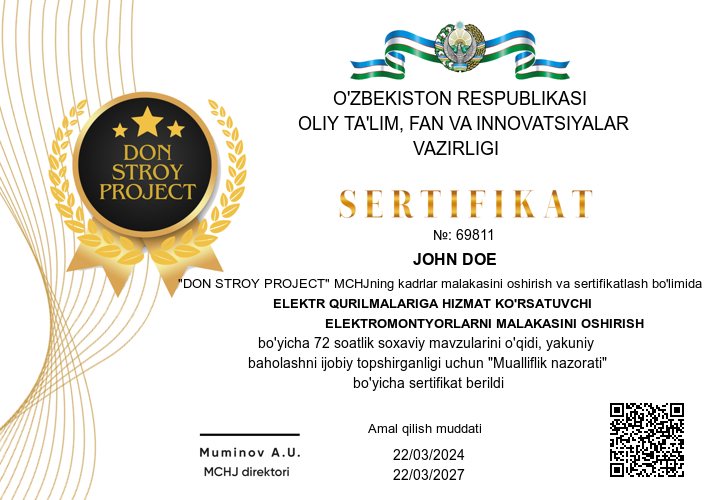 O'ZBEKISTON RESPUBLIKASI
OLIY TA'LIM, FAN VA INNOVATSIYALAR
VAZIRLIGI
DON
STROY
PROJECT
SERTIFIKAT
№: 69811
JOHN DOE
"DON STROY PROJECT" MCHJning kadrlar malakasini oshirish va sertifikatlash bo'limida
ELEKTR QURILMALARIGA HIZMAT KO'RSATUVCHI
ELEKTROMONTYORLARNI MALAKASINI OSHIRISH
bo'yicha 72 soatlik soxaviy mavzularini o'qidi, yakuniy
baholashni ijobiy topshirganligi uchun "Mualliflik nazorati"
bo'yicha sertifikat berildi
Amal qilish muddati
22/03/2024
22/03/2027
Muminov A.U.
MCHJ direktori